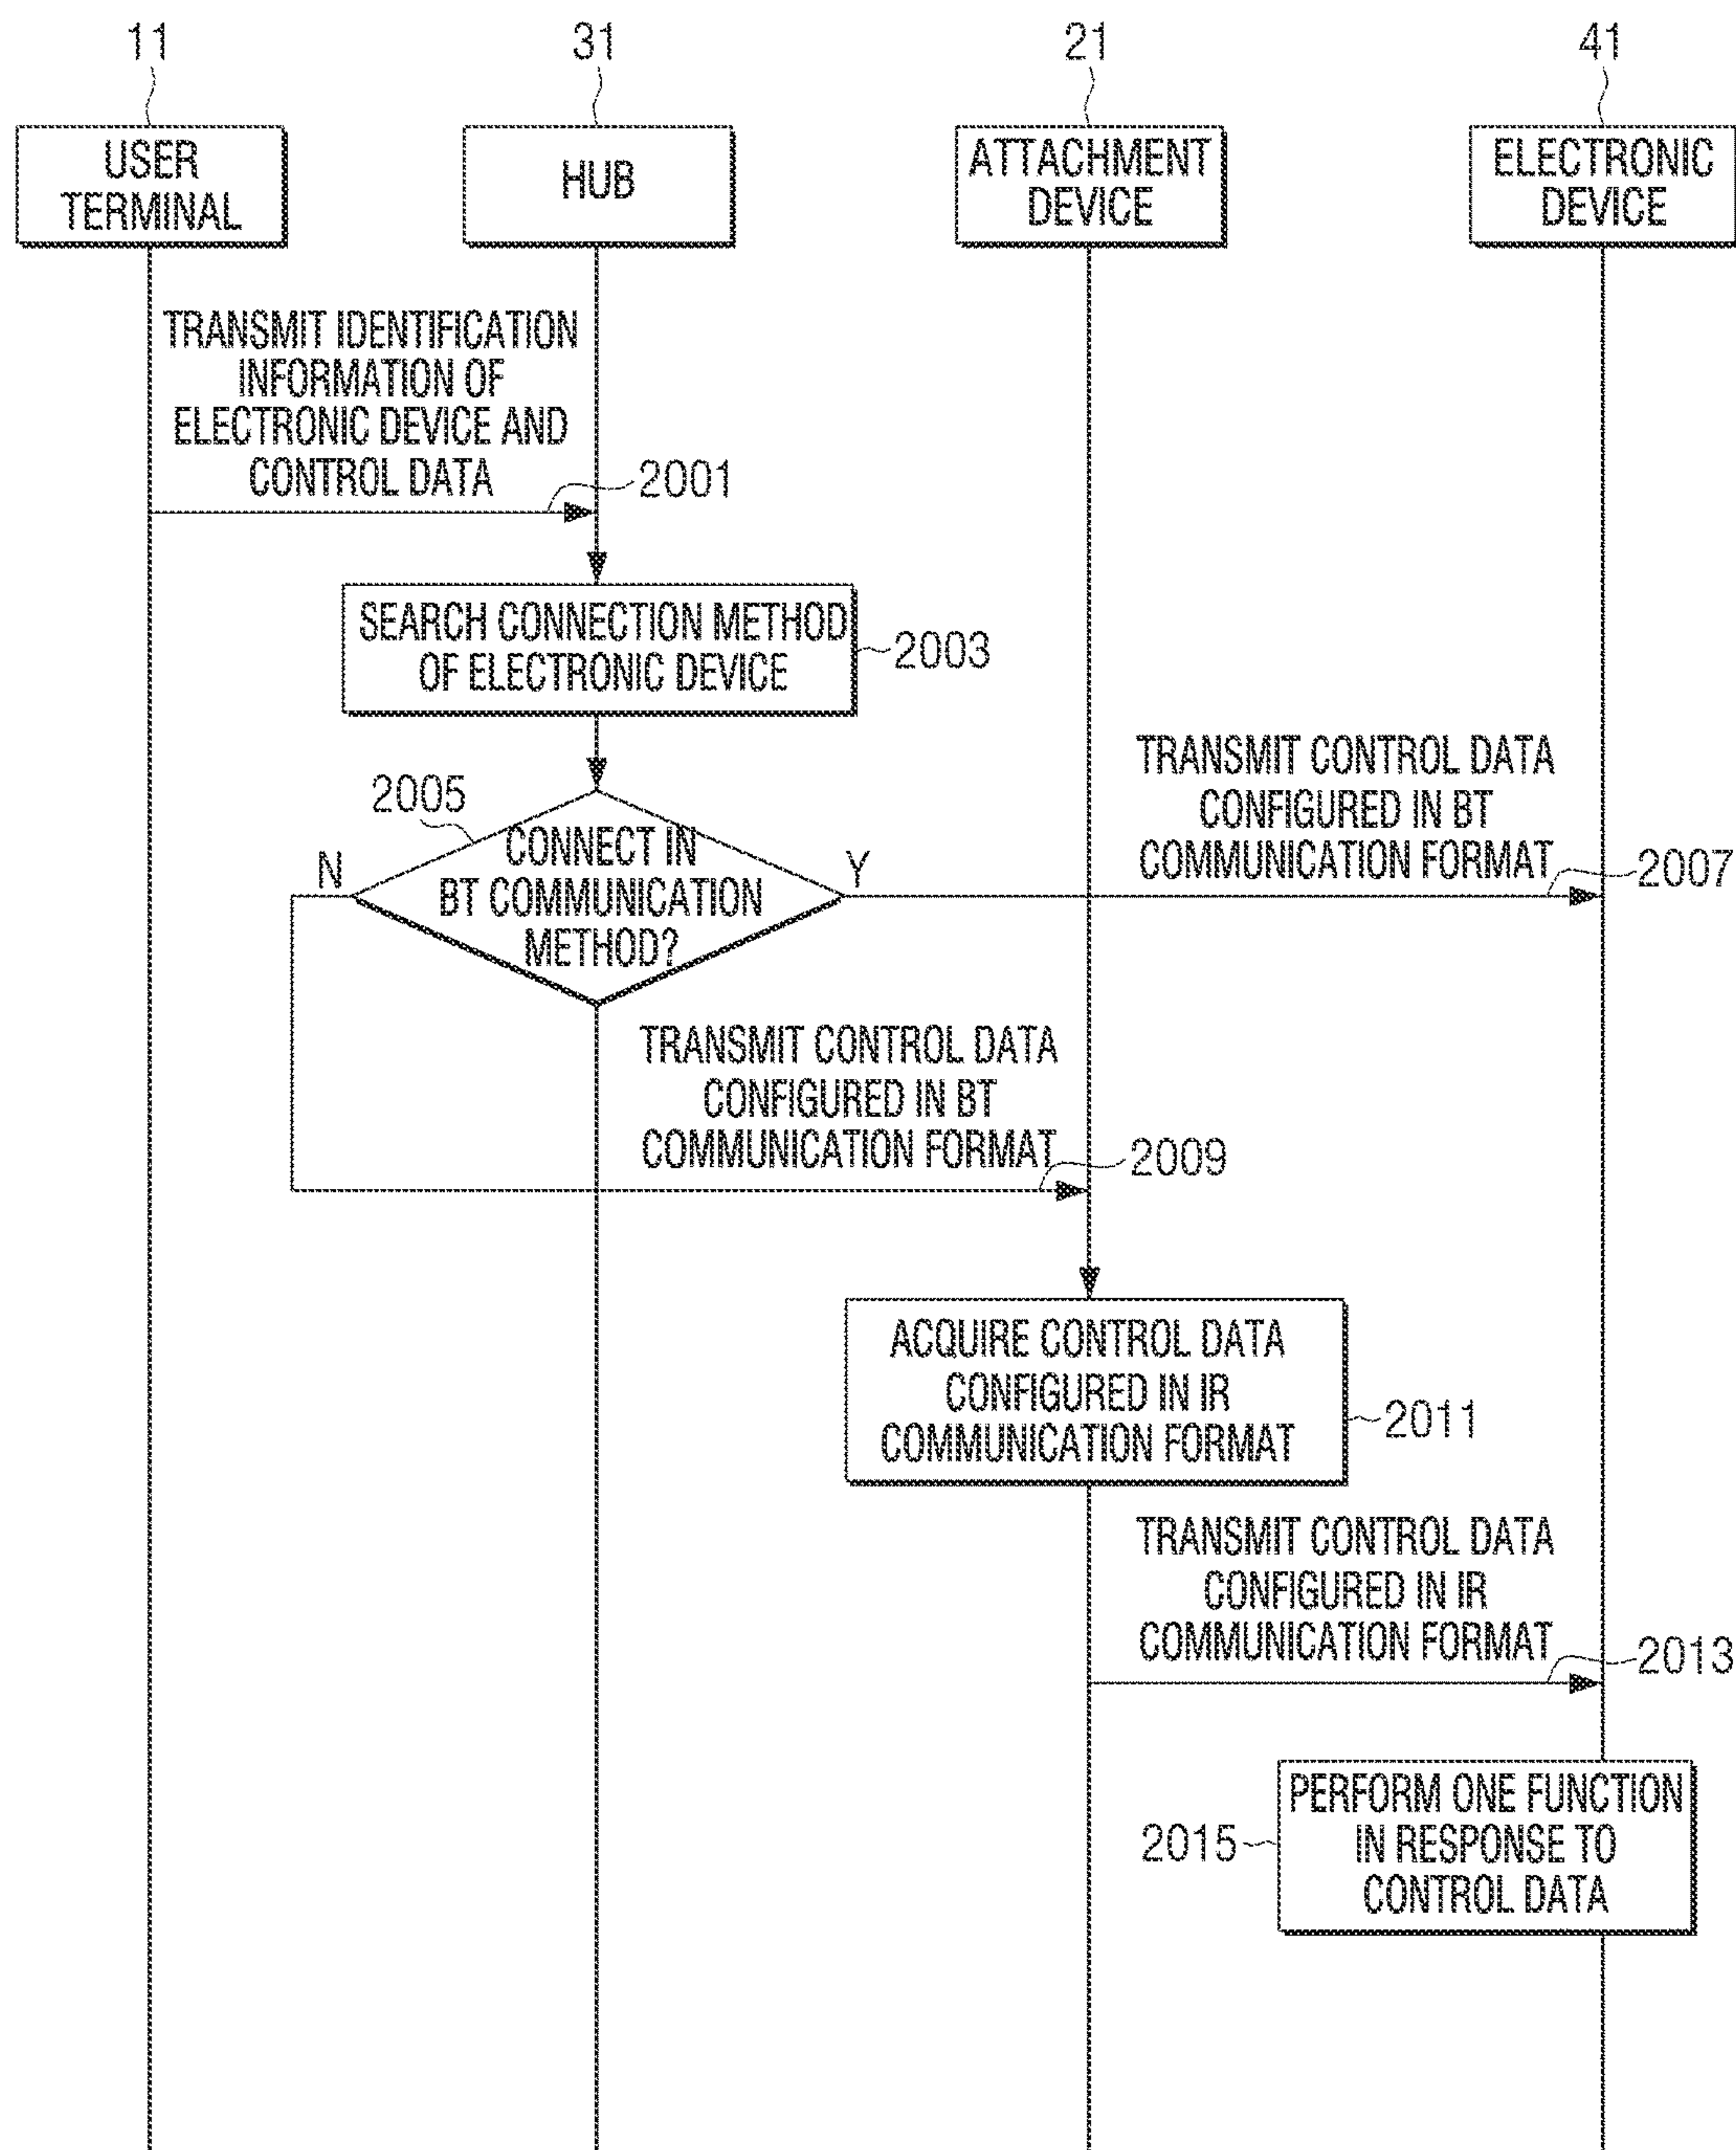 11
31
21
41
USER
TERMINAL
HUB
ATTACHMENT
DEVICE
ELECTRONIC
DEVICE
TRANSMIT IDENTIFICATION
INFORMATION OF
ELECTRONIC DEVICE AND
CONTROL DATA
2001
SEARCH CONNECTION METHOD
OF ELECTRONIC DEVICE
2003
2005
CONNECT IN
BT COMMUNICATION
METHOD?
N
Y
TRANSMIT CONTROL DATA
CONFIGURED IN BT
COMMUNICATION FORMAT
2007
TRANSMIT CONTROL DATA
CONFIGURED IN BT
COMMUNICATION FORMAT
2009
ACQUIRE CONTROL DATA
CONFIGURED IN IR
COMMUNICATION FORMAT
2011
TRANSMIT CONTROL DATA
CONFIGURED IN IR
COMMUNICATION FORMAT
2013
PERFORM ONE FUNCTION
IN RESPONSE TO
CONTROL DATA
2015